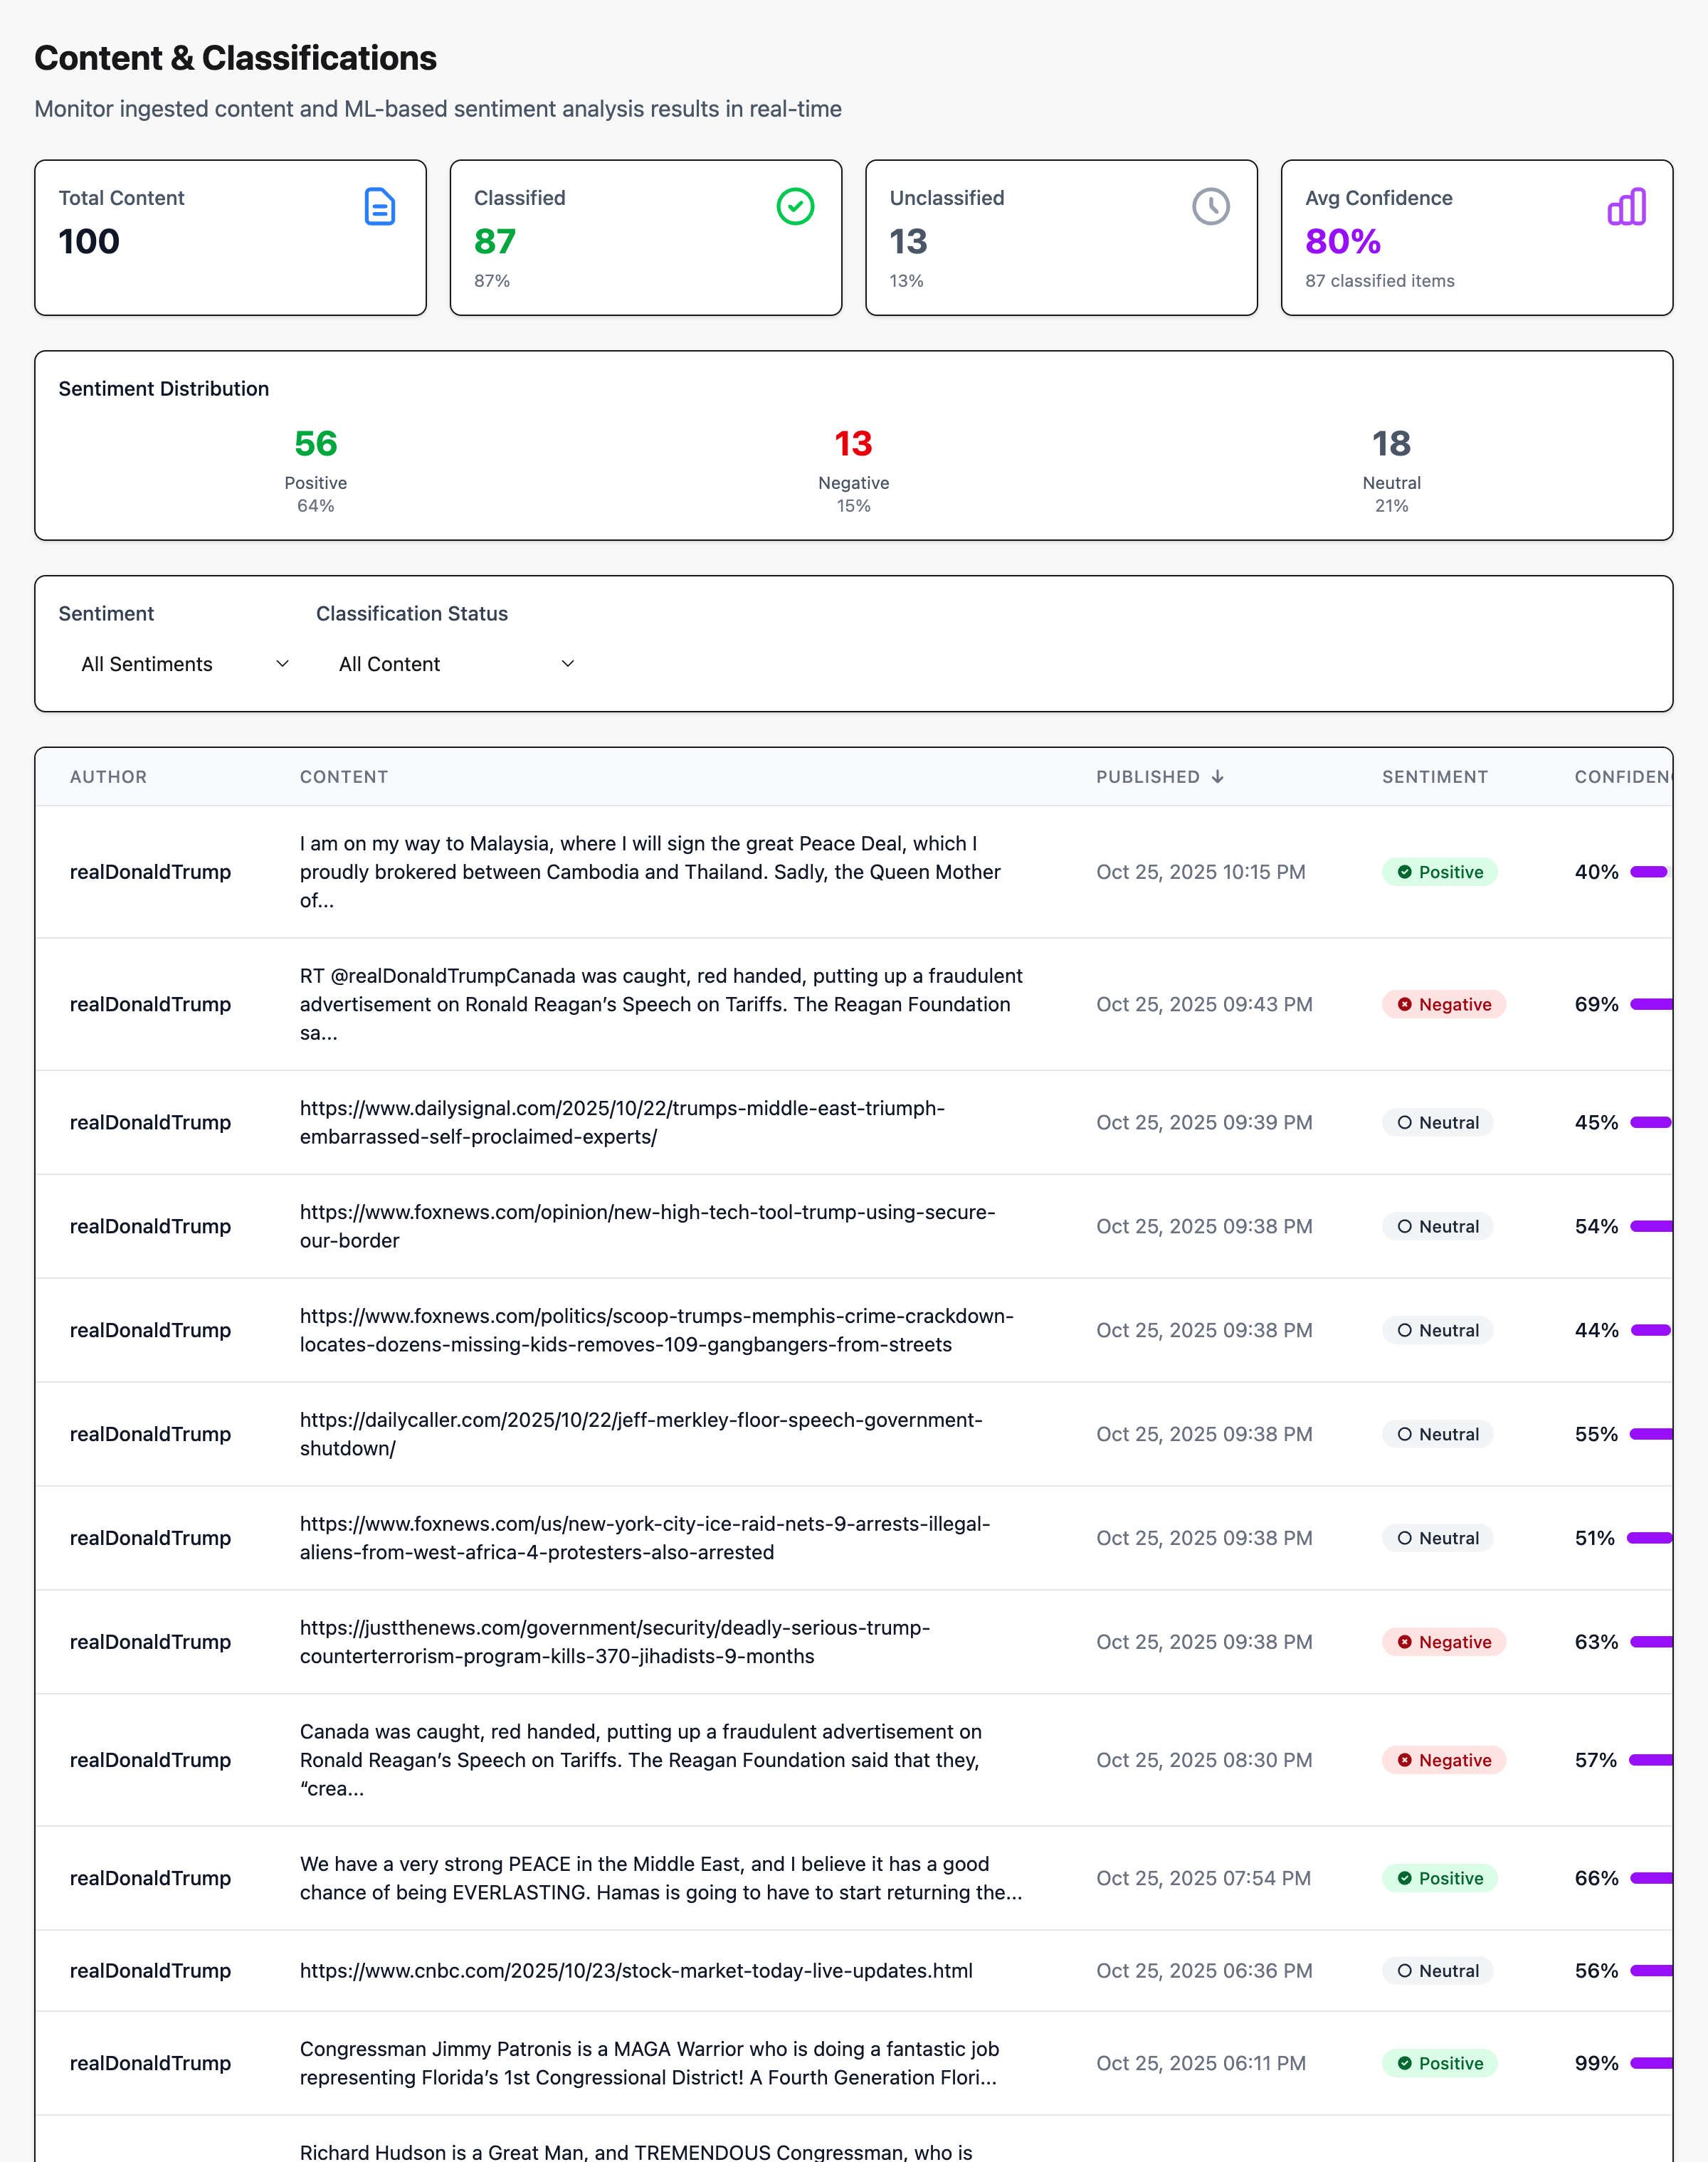 Content & Classifications
Monitor ingested content and ML-based sentiment analysis results in real-time
Total Content
100
Classified
87
87%
Unclassified
13
13%
Avg Confidence
80%
87 classified items
Sentiment Distribution
56
Positive
64%
13
Negative
15%
18
Neutral
21%
Sentiment
All Sentiments
Classification Status
All Content
AUTHOR CONTENT PUBLISHED ↓ SENTIMENT CONFIDEN
realDonaldTrump
I am on my way to Malaysia, where I will sign the great Peace Deal, which I
proudly brokered between Cambodia and Thailand. Sadly, the Queen Mother
of...
Oct 25, 2025 10:15 PM
Positive
40%
realDonaldTrump
RT @realDonaldTrumpCanada was caught, red handed, putting up a fraudulent
advertisement on Ronald Reagan’s Speech on Tariffs. The Reagan Foundation
sa...
Oct 25, 2025 09:43 PM
Negative
69%
realDonaldTrump
https://www.dailysignal.com/2025/10/22/trumps-middle-east-triumph-
embarrassed-self-proclaimed-experts/
Oct 25, 2025 09:39 PM
Neutral
45%
realDonaldTrump
https://www.foxnews.com/opinion/new-high-tech-tool-trump-using-secure-
our-border
Oct 25, 2025 09:38 PM
Neutral
54%
realDonaldTrump
https://www.foxnews.com/politics/scoop-trumps-memphis-crime-crackdown-
locates-dozens-missing-kids-removes-109-gangbangers-from-streets
Oct 25, 2025 09:38 PM
Neutral
44%
realDonaldTrump
https://dailycaller.com/2025/10/22/jeff-merkley-floor-speech-government-
shutdown/
Oct 25, 2025 09:38 PM
Neutral
55%
realDonaldTrump
https://www.foxnews.com/us/new-york-city-ice-raid-nets-9-arrests-illegal-
aliens-from-west-africa-4-protesters-also-arrested
Oct 25, 2025 09:38 PM
Neutral
51%
realDonaldTrump
https://justthenews.com/government/security/deadly-serious-trump-
counterterrorism-program-kills-370-jihadists-9-months
Oct 25, 2025 09:38 PM
Negative
63%
realDonaldTrump
Canada was caught, red handed, putting up a fraudulent advertisement on
Ronald Reagan’s Speech on Tariffs. The Reagan Foundation said that they,
“crea...
Oct 25, 2025 08:30 PM
Negative
57%
realDonaldTrump
We have a very strong PEACE in the Middle East, and I believe it has a good
chance of being EVERLASTING. Hamas is going to have to start returning the...
Oct 25, 2025 07:54 PM
Positive
66%
realDonaldTrump
https://www.cnbc.com/2025/10/23/stock-market-today-live-updates.html
Oct 25, 2025 06:36 PM
Neutral
56%
realDonaldTrump
Congressman Jimmy Patronis is a MAGA Warrior who is doing a fantastic job
representing Florida’s 1st Congressional District! A Fourth Generation Flori...
Oct 25, 2025 06:11 PM
Positive
99%
Richard Hudson is a Great Man, and TREMENDOUS Congressman, who is